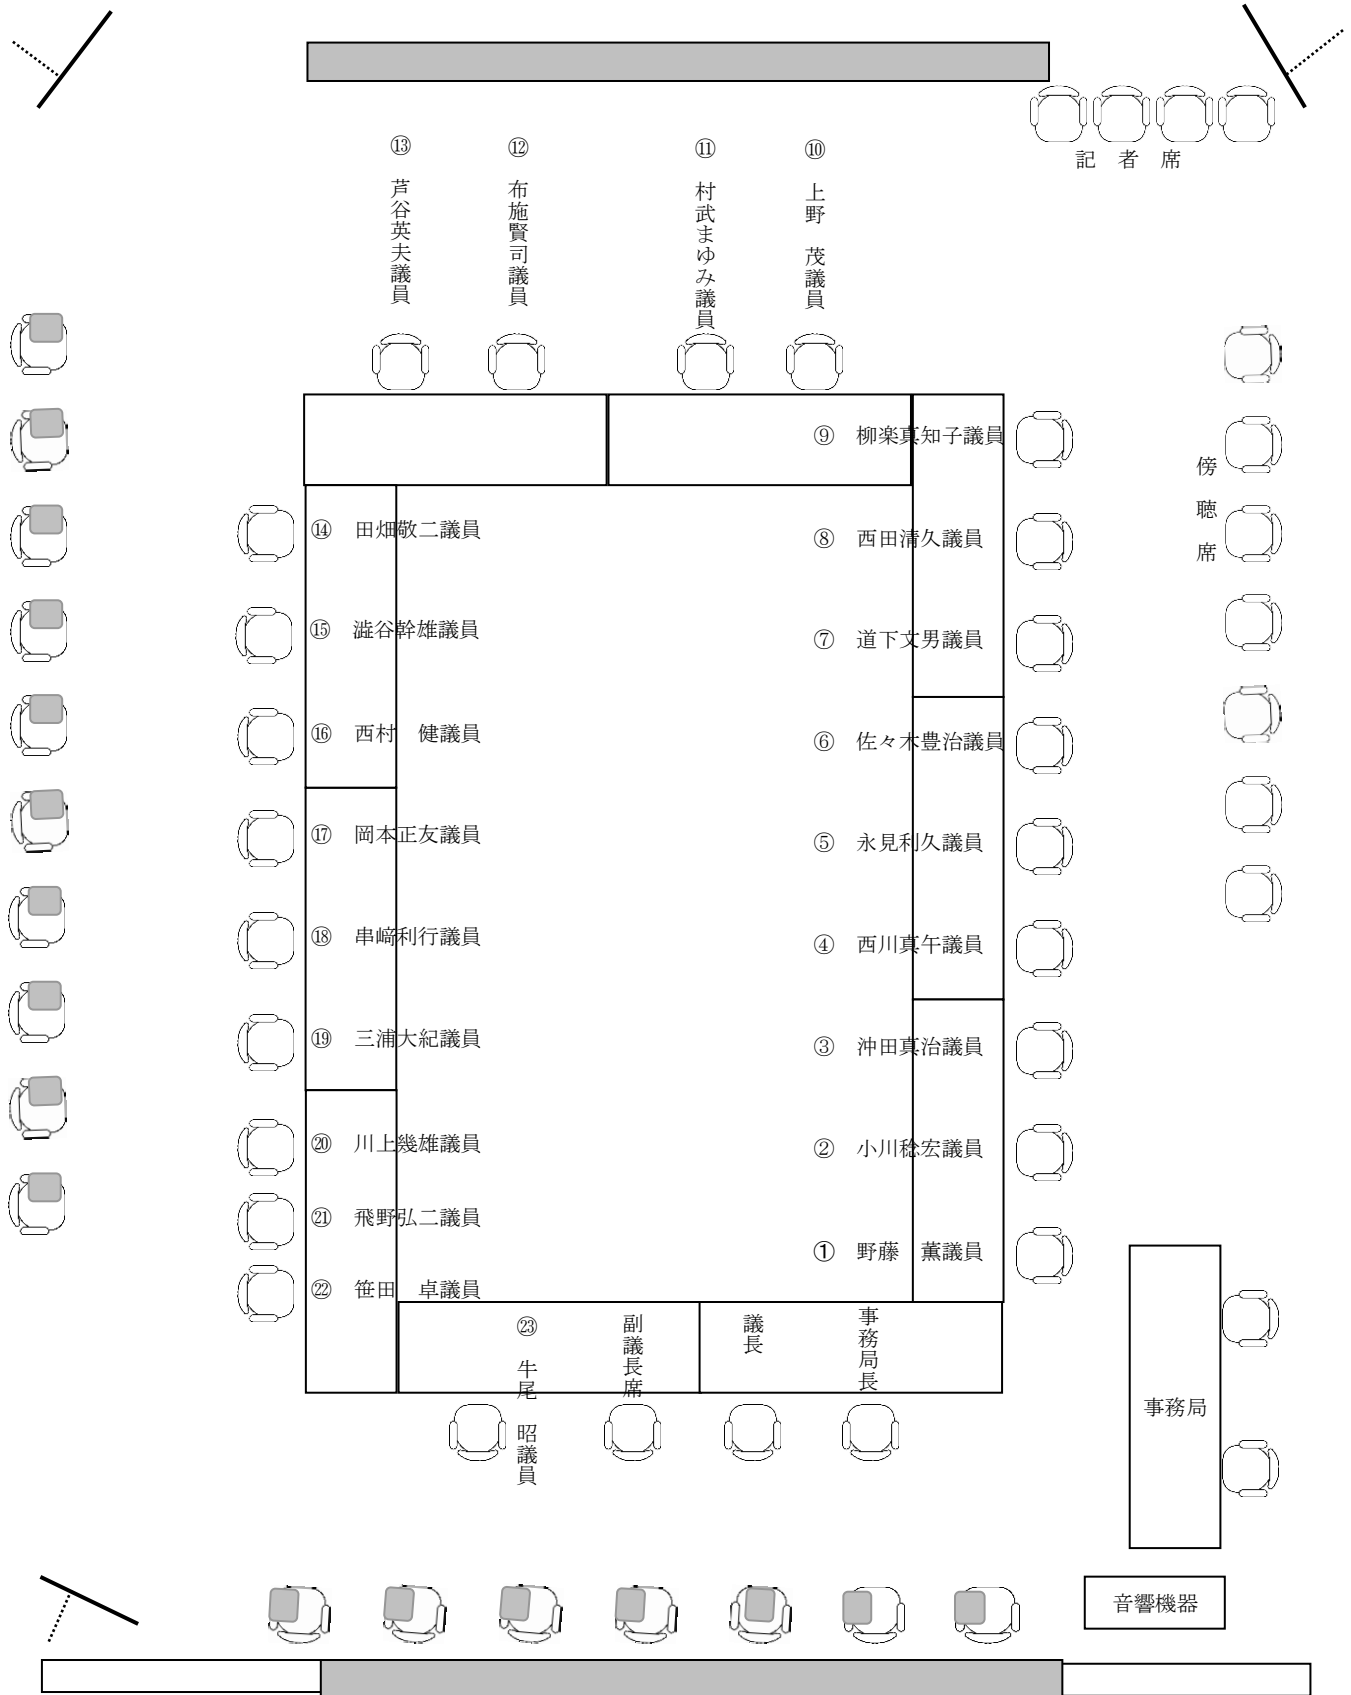 記　者　席
⑬　芦谷英夫議員
⑫　布施賢司議員
⑪　村武まゆみ議員
⑩　上野　茂議員
⑨　柳楽真知子議員
⑧　西田清久議員
⑦　道下文男議員
⑥　佐々木豊治議員
⑤　永見利久議員
④　西川真午議員
③　沖田真治議員
②　小川稔宏議員
①　野藤　薫議員
傍　聴　席
⑭　田畑敬二議員
⑮　澁谷幹雄議員
⑯　西村　健議員
⑰　岡本正友議員
⑱　串﨑利行議員
⑲　三浦大紀議員
⑳　川上幾雄議員
㉑　飛野弘二議員
㉒　笹田　卓議員
㉓　牛尾　昭議員
副議長席
議長
事務局長
事務局
音響機器